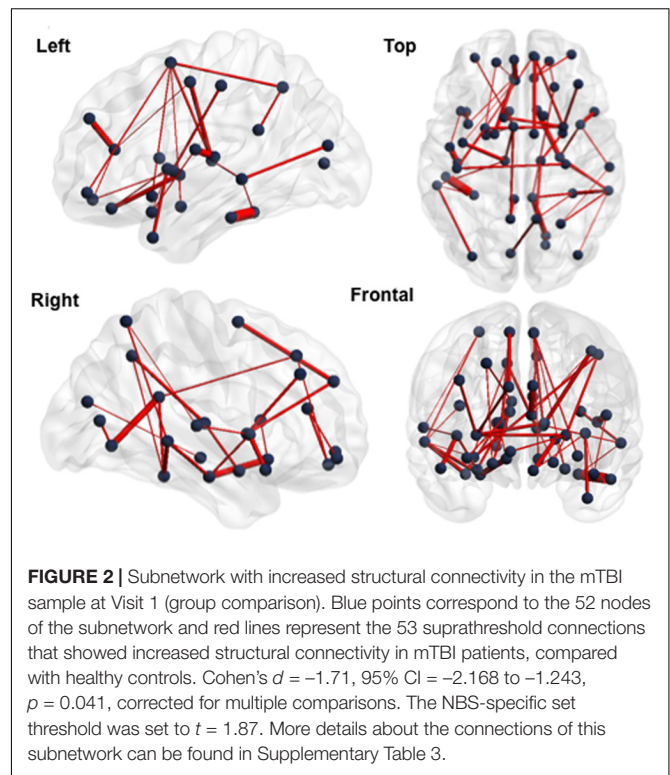 Left
Top
Right
Frontal
FIGURE 2 | Subnetwork with increased structural connectivity in the mTBI
sample at Visit 1 (group comparison). Blue points correspond to the 52 nodes
of the subnetwork and red lines represent the 53 suprathreshold connections
that showed increased structural connectivity in mTBI patients, compared
with healthy controls. Cohen's d = –1.71, 95% CI = –2.168 to –1.243,
p = 0.041, corrected for multiple comparisons. The NBS-specific set
threshold was set to t = 1.87. More details about the connections of this
subnetwork can be found in Supplementary Table 3.